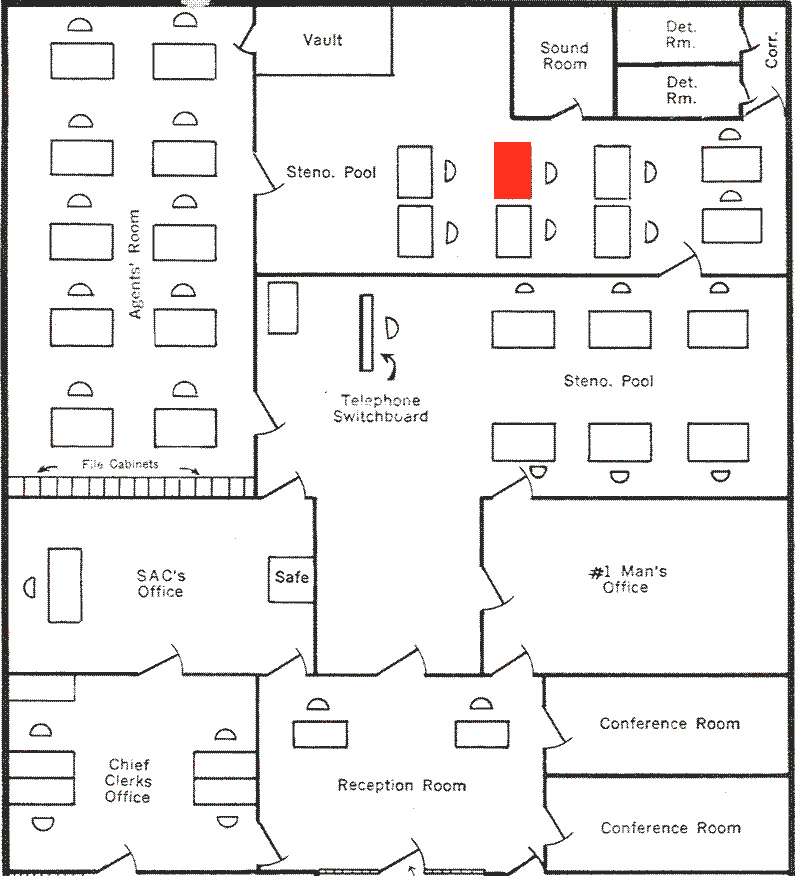 Vault
Sound
Room
Det.
Rm.
Det.
Rm.
Corr.
Steno. Pool
Agents' Room
Telephone
Switchboard
Steno. Pool
File Cabinets
SAC's
Office
Safe
#1 Man's
Office
Chief
Clerks
Office
Reception Room
Conference Room
Conference Room